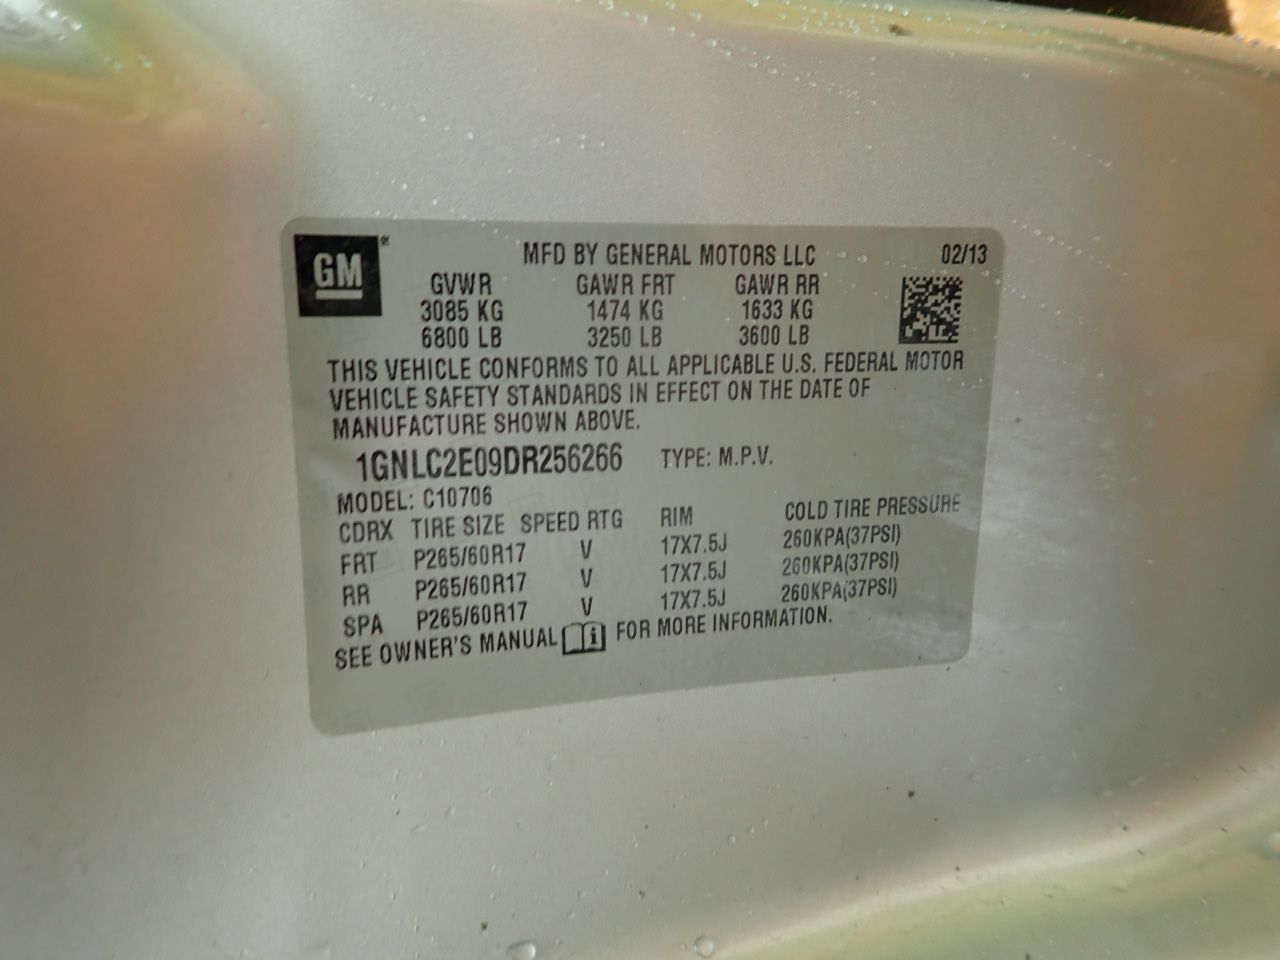 GM®
MFD BY GENERAL MOTORS LLC 02/13
GVWR GAWR FRT GAWR RR
3085 KG 1474 KG 1633 KG
6800 LB 3250 LB 3600 LB
THIS VEHICLE CONFORMS TO ALL APPLICABLE U.S. FEDERAL MOTOR
VEHICLE SAFETY STANDARDS IN EFFECT ON THE DATE OF
MANUFACTURE SHOWN ABOVE.
1GNLC2E09DR256266 TYPE: M.P.V.
MODEL: C10706
CDRX TIRE SIZE SPEED RTG RIM COLD TIRE PRESSURE
FRT P265/60R17 V 17X7.5J 260KPA(37PSI)
RR P265/60R17 V 17X7.5J 260KPA(37PSI)
SPA P265/60R17 V 17X7.5J 260KPA(37PSI)
SEE OWNER'S MANUAL i FOR MORE INFORMATION.